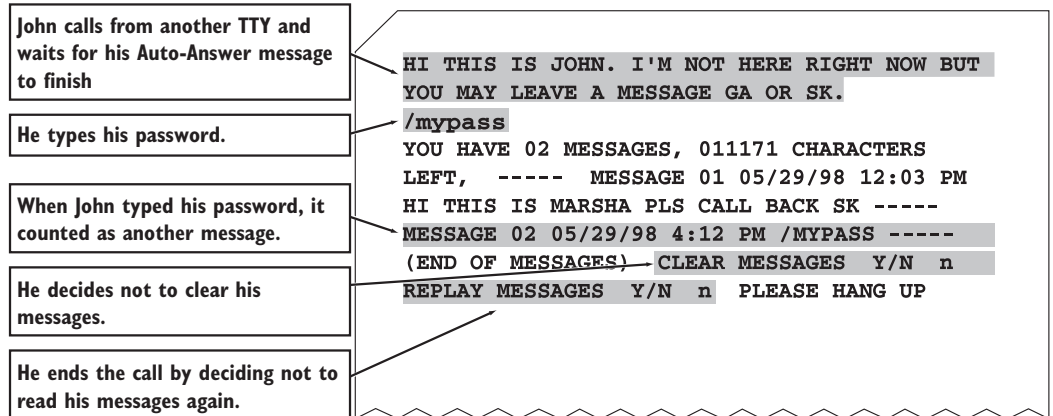 John calls from another TTY and
waits for his Auto-Answer message
to finish
He types his password.
When John typed his password, it
counted as another message.
He decides not to clear his
messages.
He ends the call by deciding not to
read his messages again.
HI THIS IS JOHN. I'M NOT HERE RIGHT NOW BUT
YOU MAY LEAVE A MESSAGE GA OR SK.
/mypass
YOU HAVE 02 MESSAGES, 011171 CHARACTERS
LEFT, ----- MESSAGE 01 05/29/98 12:03 PM
HI THIS IS MARSHA PLS CALL BACK SK -----
MESSAGE 02 05/29/98 4:12 PM /MYPASS -----
(END OF MESSAGES) CLEAR MESSAGES Y/N n
REPLAY MESSAGES Y/N n PLEASE HANG UP